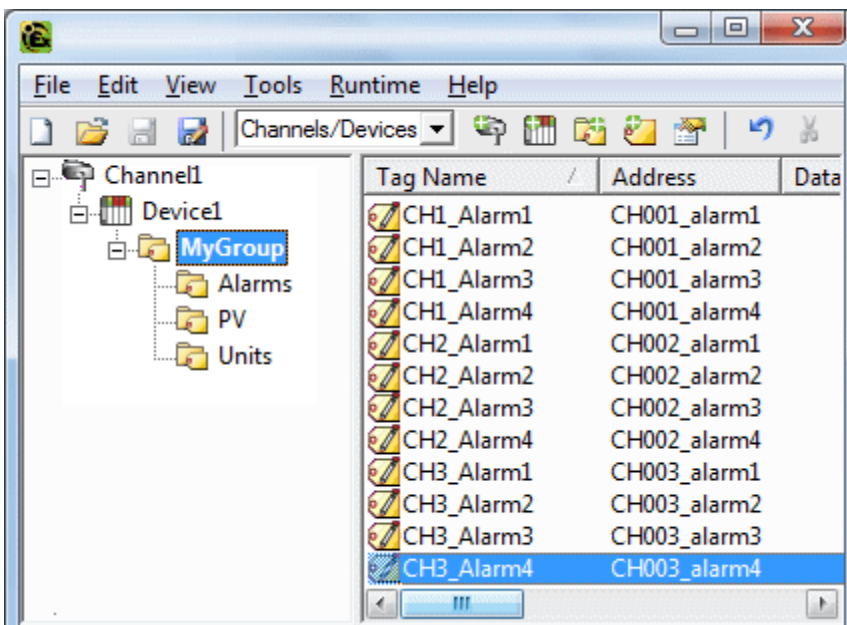 File Edit View Tools Runtime Help
Channels/Devices
Channel1
Device1
MyGroup
Alarms
PV
Units
Tag Name Address Data
CH1_Alarm1 CH001_alarm1
CH1_Alarm2 CH001_alarm2
CH1_Alarm3 CH001_alarm3
CH1_Alarm4 CH001_alarm4
CH2_Alarm1 CH002_alarm1
CH2_Alarm2 CH002_alarm2
CH2_Alarm3 CH002_alarm3
CH2_Alarm4 CH002_alarm4
CH3_Alarm1 CH003_alarm1
CH3_Alarm2 CH003_alarm2
CH3_Alarm3 CH003_alarm3
CH3_Alarm4 CH003_alarm4